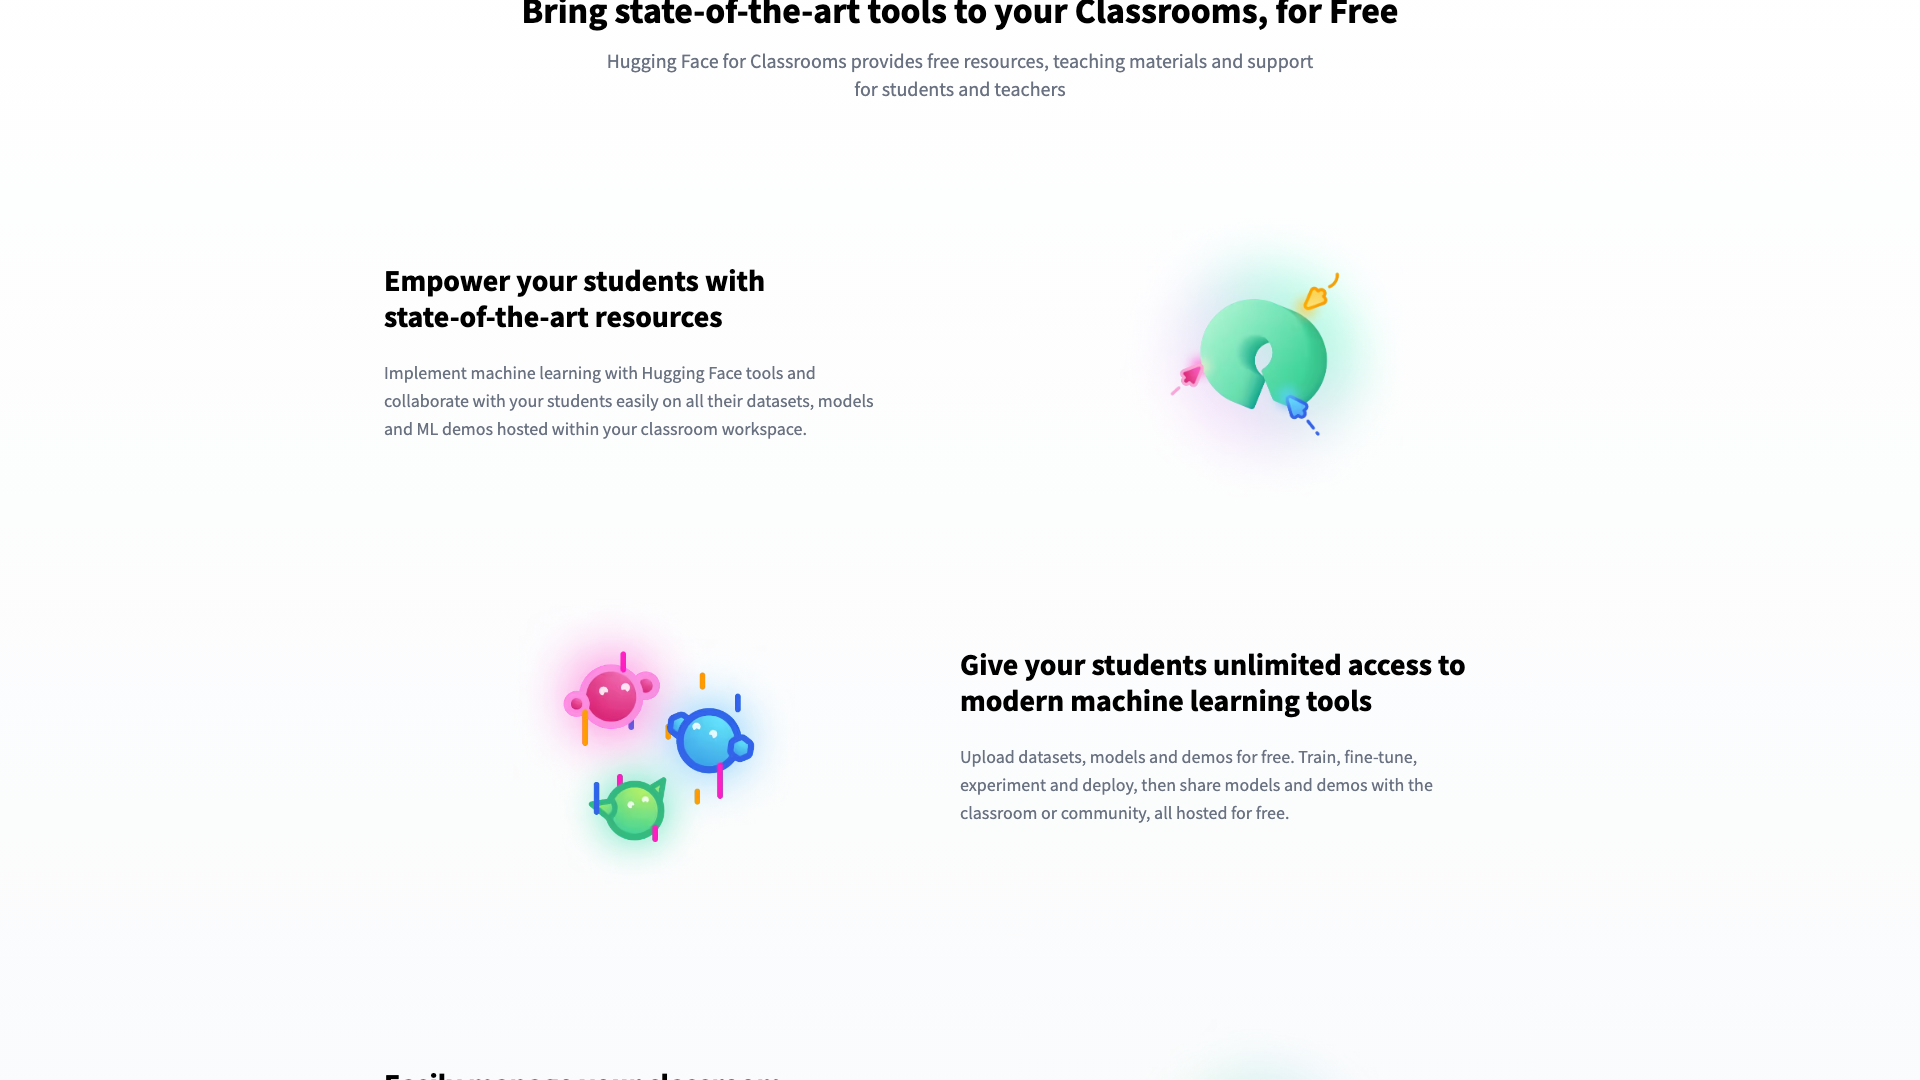 Bring state-of-the-art tools to your Classrooms, for Free
Hugging Face for Classrooms provides free resources, teaching materials and support
for students and teachers
Empower your students with
state-of-the-art resources
Implement machine learning with Hugging Face tools and
collaborate with your students easily on all their datasets, models
and ML demos hosted within your classroom workspace.
Give your students unlimited access to
modern machine learning tools
Upload datasets, models and demos for free. Train, fine-tune,
experiment and deploy, then share models and demos with the
classroom or community, all hosted for free.
Easily manage your classroom